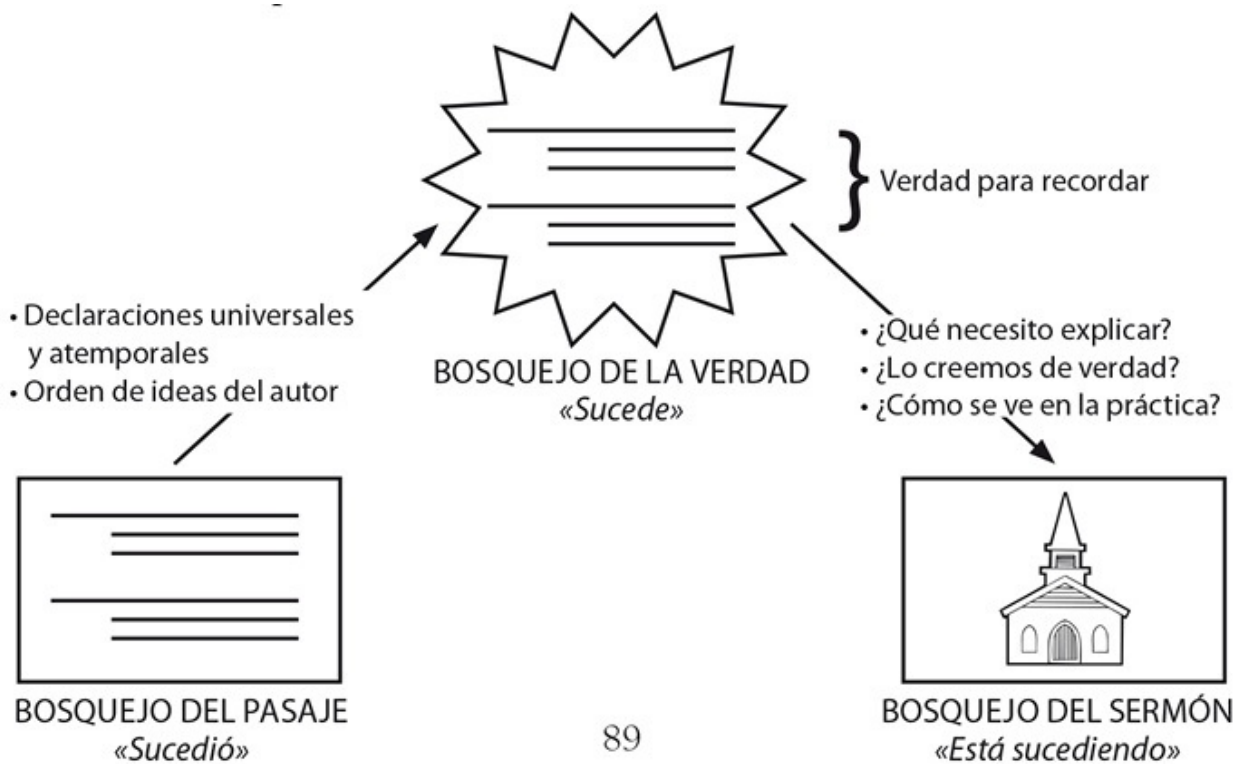 Verdad para recordar
• Declaraciones universales
y atemporales
• Orden de ideas del autor
BOSQUEJO DE LA VERDAD
«Sucede»
• ¿Qué necesito explicar?
• ¿Lo creemos de verdad?
• ¿Cómo se ve en la práctica?
BOSQUEJO DEL PASAJE
«Sucedió»
89
BOSQUEJO DEL SERMÓN
«Está sucediendo»